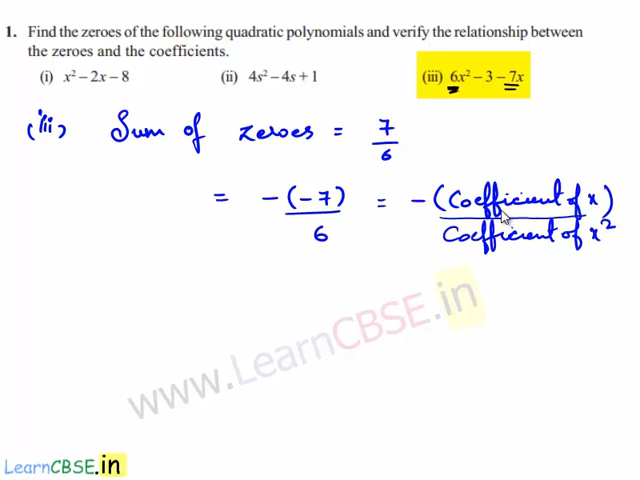 1. Find the zeroes of the following quadratic polynomials and verify the relationship between
the zeroes and the coefficients.
(i) x² – 2x – 8 (ii) 4s² – 4s + 1 (iii) 6x² – 3 – 7x
(iii) Sum of zeroes = 7/6
= -(-7)/6 = -(Coefficient of x)/Coefficient of x²
www.LearnCBSE.in
LearnCBSE.in